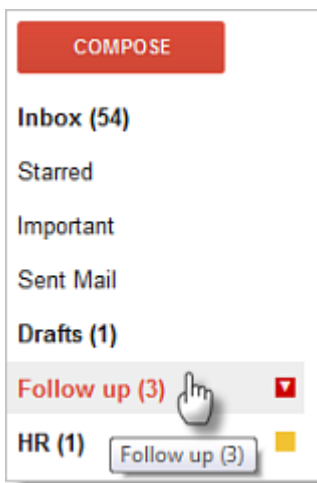 COMPOSE
Inbox (54)
Starred
Important
Sent Mail
Drafts (1)
Follow up (3)
HR (1)
Follow up (3)